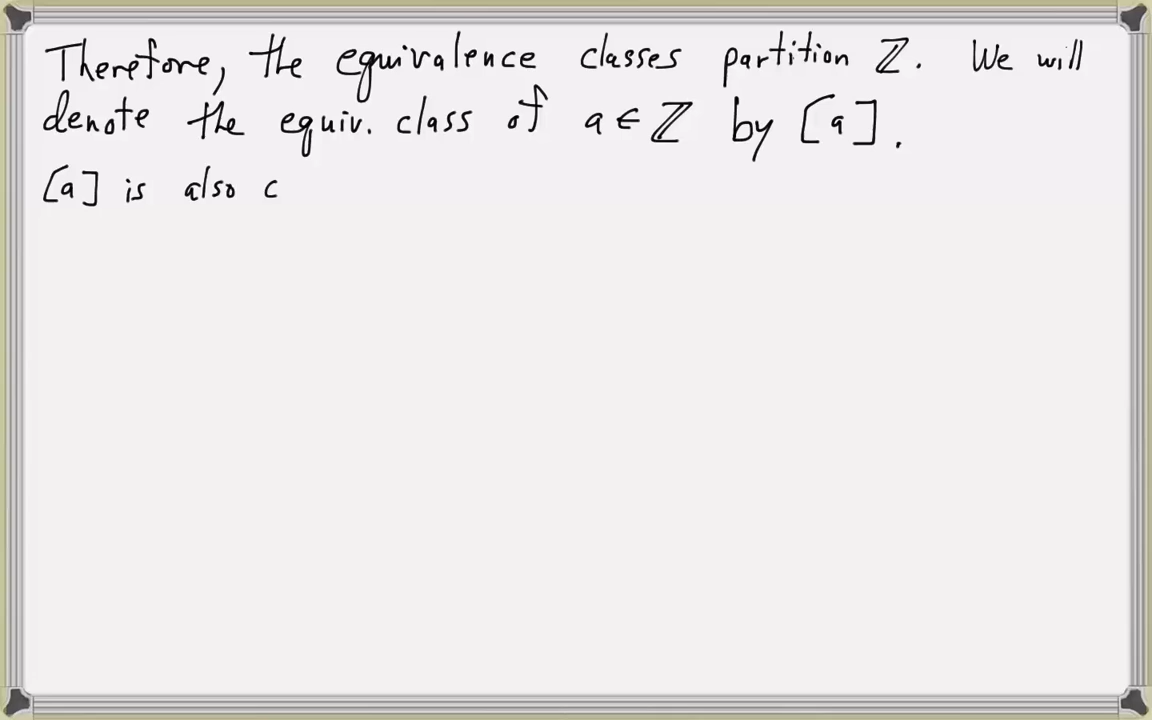 Therefore, the equivalence classes partition ℤ. We will
denote the equiv. class of a ∈ ℤ by [a].
[a] is also c